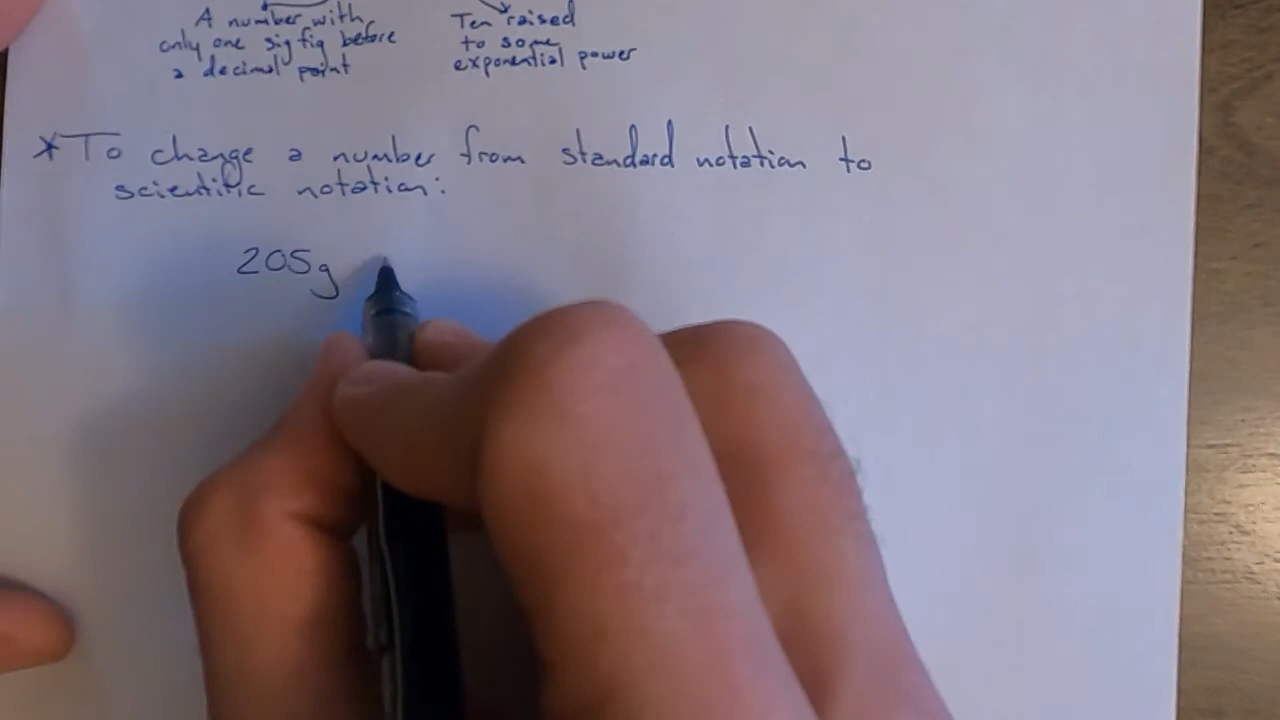 A number with
only one sig fig before
a decimal point
Ten raised
to some
exponential power
*To change a number from standard notation to
scientific notation:
205g